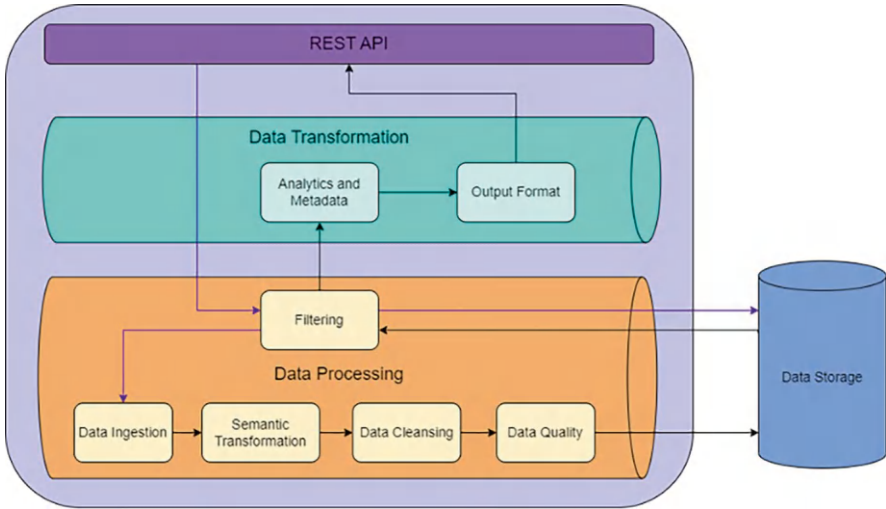 REST API
Data Transformation
Analytics and
Metadata
Output Format
Filtering
Data Processing
Data Storage
Data Ingestion
Semantic
Transformation
Data Cleansing
Data Quality